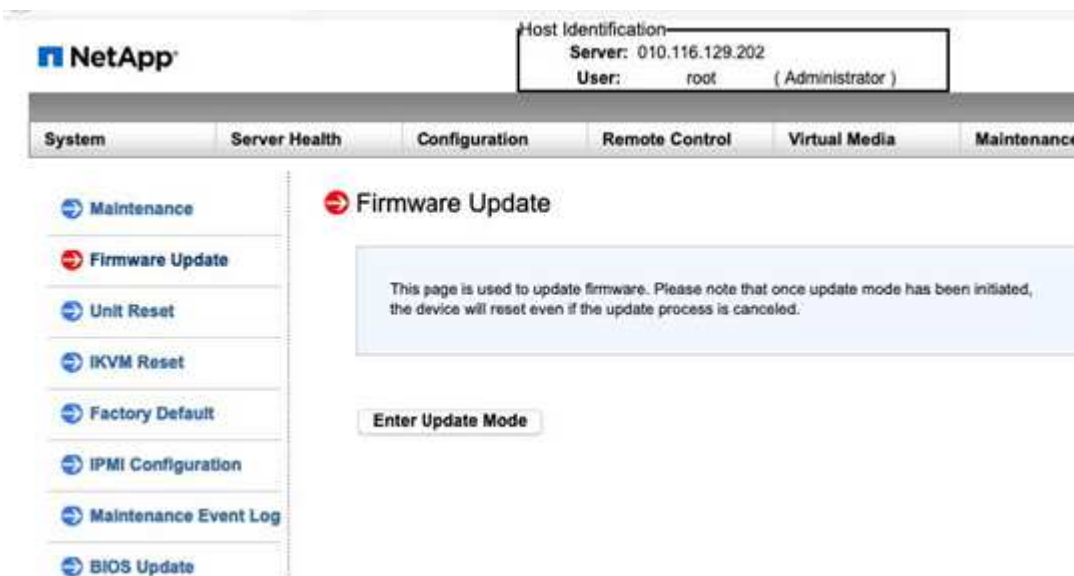 NetApp
Host Identification
Server: 010.116.129.202
User: root ( Administrator )
System Server Health Configuration Remote Control Virtual Media Maintenance
Maintenance
Firmware Update
Unit Reset
IKVM Reset
Factory Default
IPMI Configuration
Maintenance Event Log
BIOS Update
Firmware Update
This page is used to update firmware. Please note that once update mode has been initiated,
the device will reset even if the update process is canceled.
Enter Update Mode